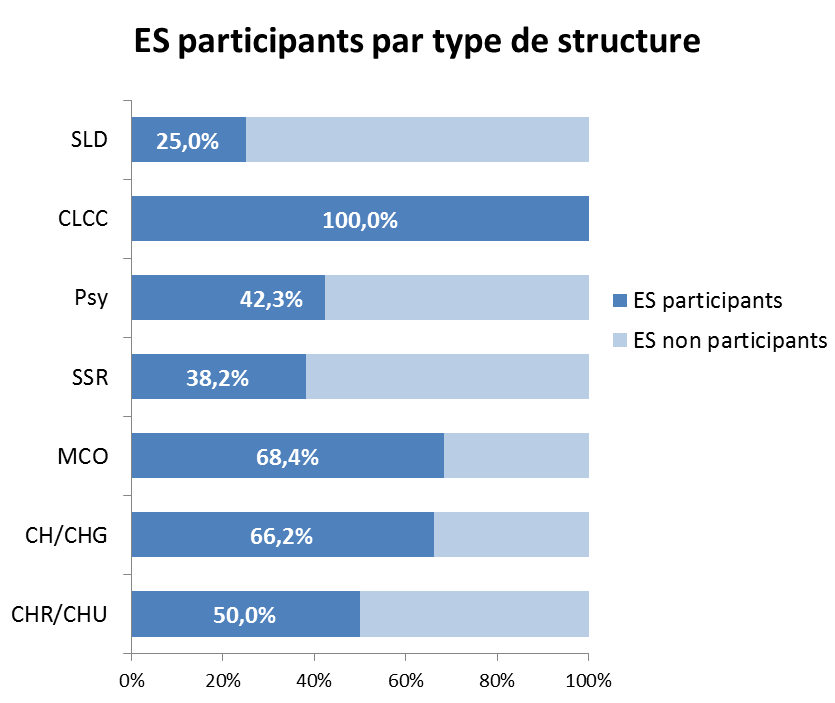 ES participants par type de structure
SLD
25,0%
CLCC
100,0%
Psy
42,3%
SSR
38,2%
MCO
68,4%
CH/CHG
66,2%
CHR/CHU
50,0%
0% 20% 40% 60% 80% 100%
ES participants
ES non participants